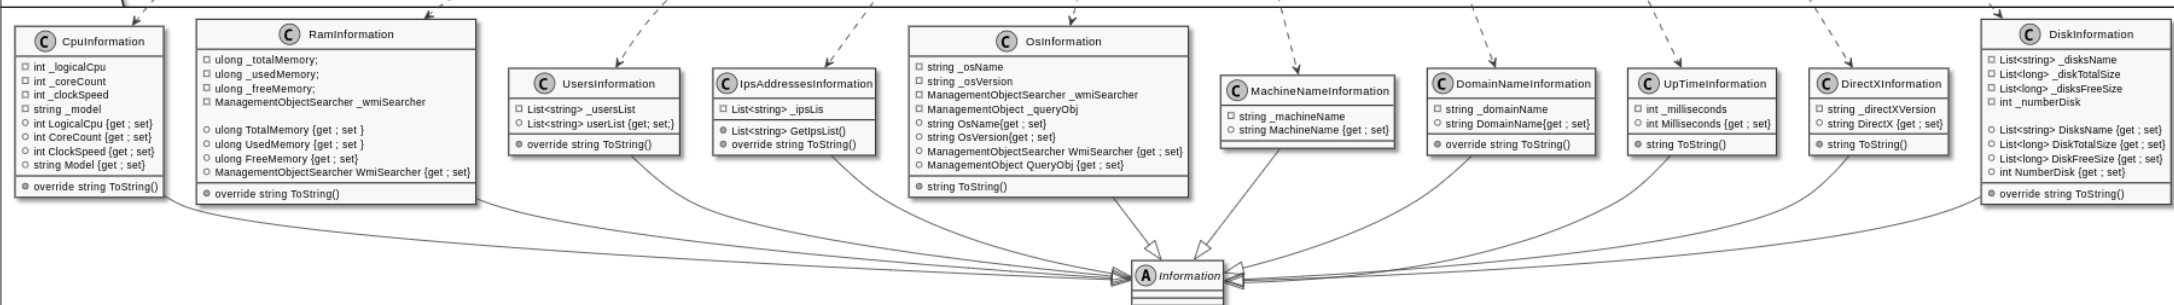 C CpuInformation
int _logicalCpu
int _coreCount
int _clockSpeed
string _model
int LogicalCpu {get ; set}
int CoreCount {get ; set}
int ClockSpeed {get ; set}
string Model {get ; set}
override string ToString()
C RamInformation
ulong _totalMemory;
ulong _usedMemory;
ulong _freeMemory;
ManagementObjectSearcher _wmiSearcher
ulong TotalMemory {get ; set }
ulong UsedMemory {get ; set }
ulong FreeMemory {get ; set}
ManagementObjectSearcher WmiSearcher {get ; set}
override string ToString()
C UsersInformation
List<string> _usersList
List<string> userList {get; set;}
override string ToString()
C IpsAddressesInformation
List<string> _ipsLis
List<string> GetIpsList()
override string ToString()
C OsInformation
string _osName
string _osVersion
ManagementObjectSearcher _wmiSearcher
ManagementObject _queryObj
string OsName{get ; set}
string OsVersion{get ; set}
ManagementObjectSearcher WmiSearcher {get ; set}
ManagementObject QueryObj {get ; set}
string ToString()
C MachineNameInformation
string _machineName
string MachineName {get ; set}
C DomainNameInformation
string _domainName
string DomainName{get ; set}
override string ToString()
C UpTimeInformation
int _milliseconds
int Milliseconds {get ; set}
string ToString()
C DirectXInformation
string _directXVersion
string DirectX {get ; set}
string ToString()
C DiskInformation
List<string> _disksName
List<long> _diskTotalSize
List<long> _disksFreeSize
int _numberDisk
List<string> DisksName {get ; set}
List<long> DiskTotalSize {get ; set}
List<long> DiskFreeSize {get ; set}
int NumberDisk {get ; set}
override string ToString()
A Information